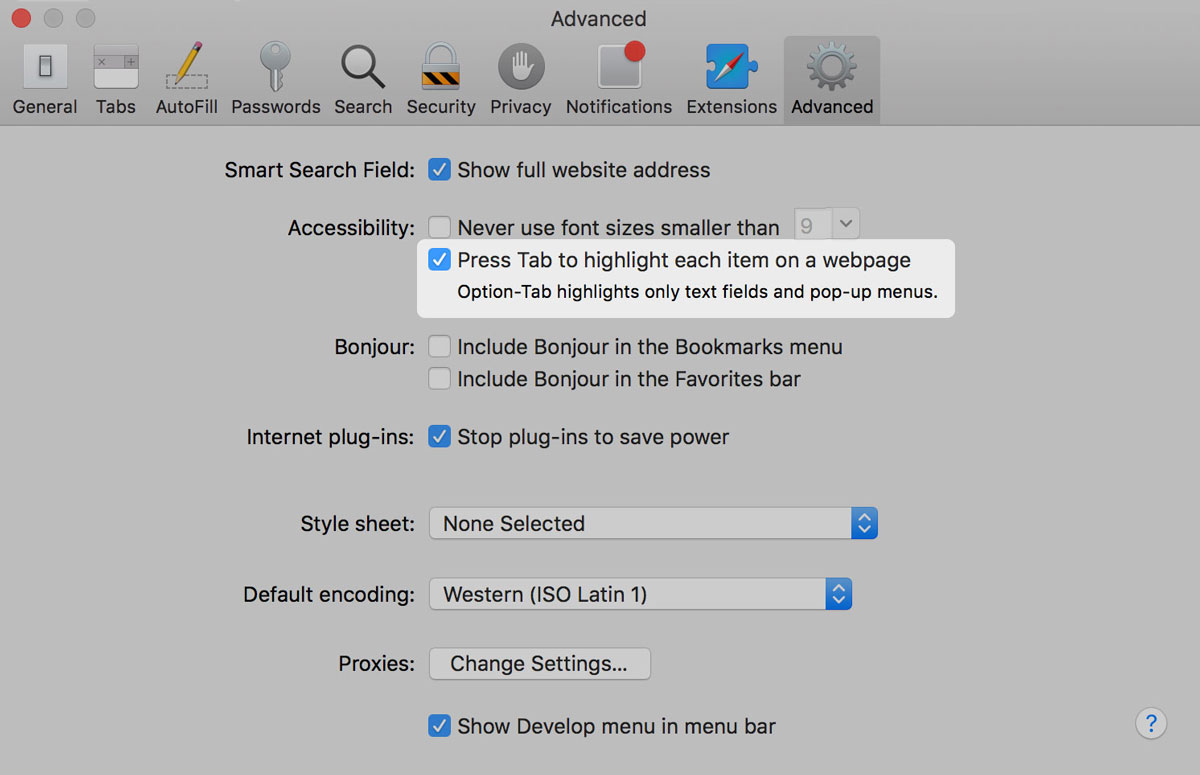 Advanced
General Tabs AutoFill Passwords Search Security Privacy Notifications Extensions Advanced
Smart Search Field: Show full website address
Accessibility: Never use font sizes smaller than 9
Press Tab to highlight each item on a webpage
Option-Tab highlights only text fields and pop-up menus.
Bonjour: Include Bonjour in the Bookmarks menu
Include Bonjour in the Favorites bar
Internet plug-ins: Stop plug-ins to save power
Style sheet: None Selected
Default encoding: Western (ISO Latin 1)
Proxies: Change Settings...
Show Develop menu in menu bar
?